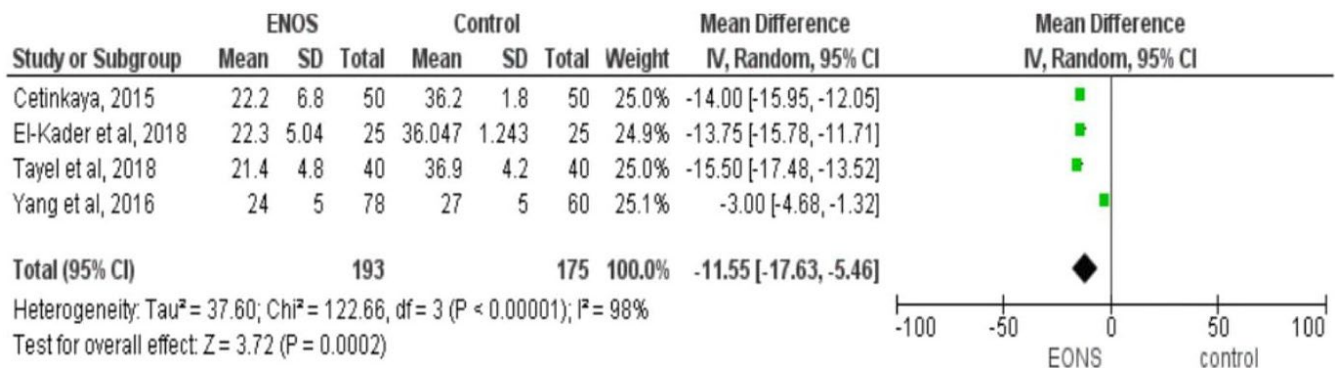 ENOS Control Mean Difference Mean Difference
Study or Subgroup Mean SD Total Mean SD Total Weight IV, Random, 95% CI IV, Random, 95% CI
Cetinkaya, 2015 22.2 6.8 50 36.2 1.8 50 25.0% -14.00 [-15.95, -12.05]
El-Kader et al, 2018 22.3 5.04 25 36.047 1.243 25 24.9% -13.75 [-15.78, -11.71]
Tayel et al, 2018 21.4 4.8 40 36.9 4.2 40 25.0% -15.50 [-17.48, -13.52]
Yang et al, 2016 24 5 78 27 5 60 25.1% -3.00 [-4.68, -1.32]
Total (95% CI) 193 175 100.0% -11.55 [-17.63, -5.46]
Heterogeneity: Tau² = 37.60; Chi² = 122.66, df = 3 (P < 0.00001); I² = 98%
Test for overall effect: Z = 3.72 (P = 0.0002)
-100 -50 0 50 100
EONS control